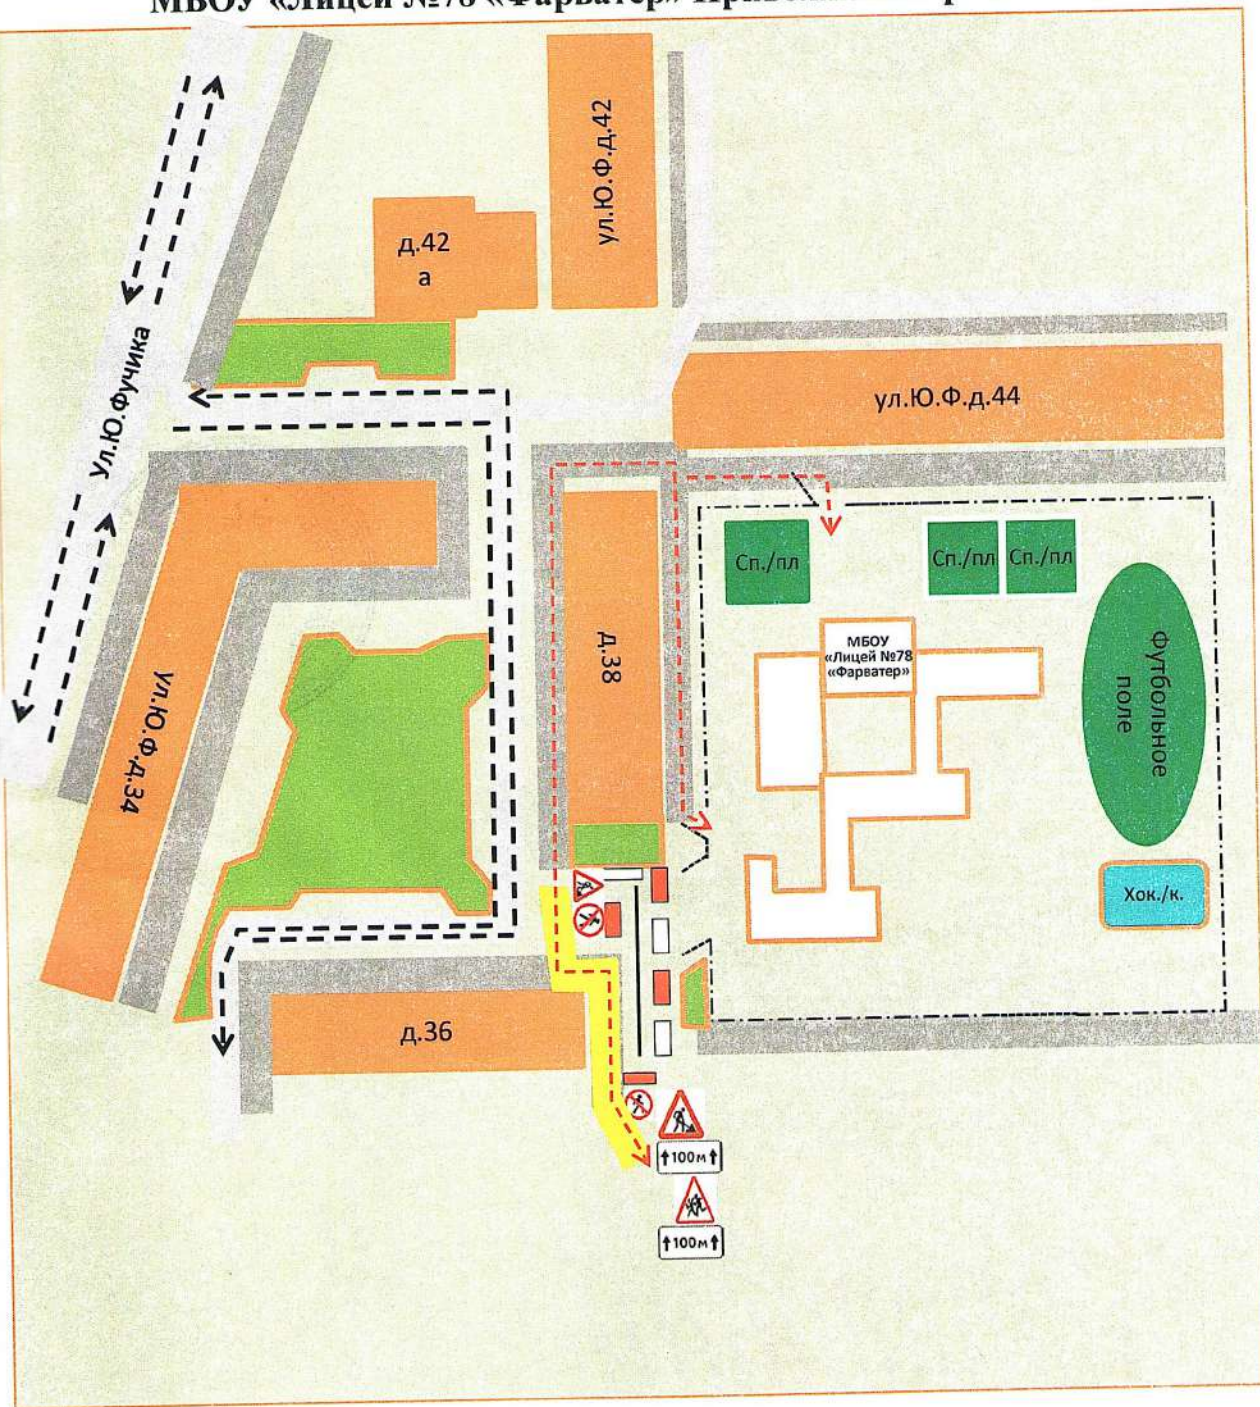 МБОУ «Лицей №78 «Фарватер»
ул.Ю.Ф.д.42
д.42
а
Ул.Ю.Фучика
ул.Ю.Ф.д.44
Сп./пл
Сп./пл
Сп./пл
д.38
МБОУ
«Лицей №78
«Фарватер»
Футбольное
поле
ул.Ю.Ф.д.34
Хок./к.
д.36
100м
100м